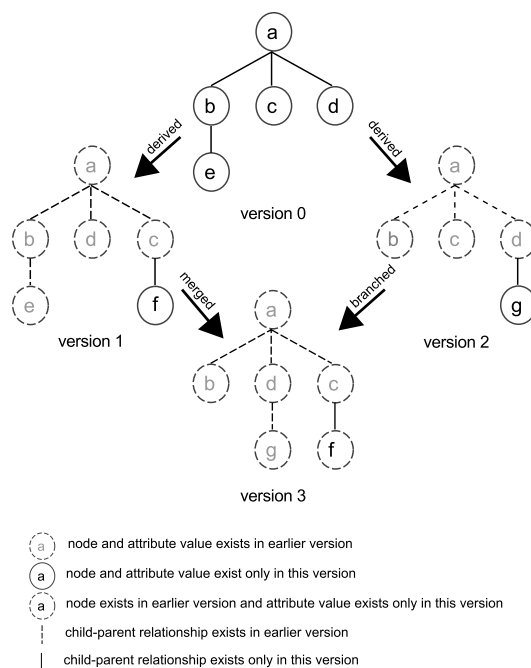 a
b c d
derived derived
e
version 0
a
b d c
e f
version 1
a
b c d
g
version 2
merged branched
a
b d c
g f
version 3
a node and attribute value exists in earlier version
a node and attribute value exist only in this version
a node exists in earlier version and attribute value exists only in this version
child-parent relationship exists in earlier version
child-parent relationship exists only in this version